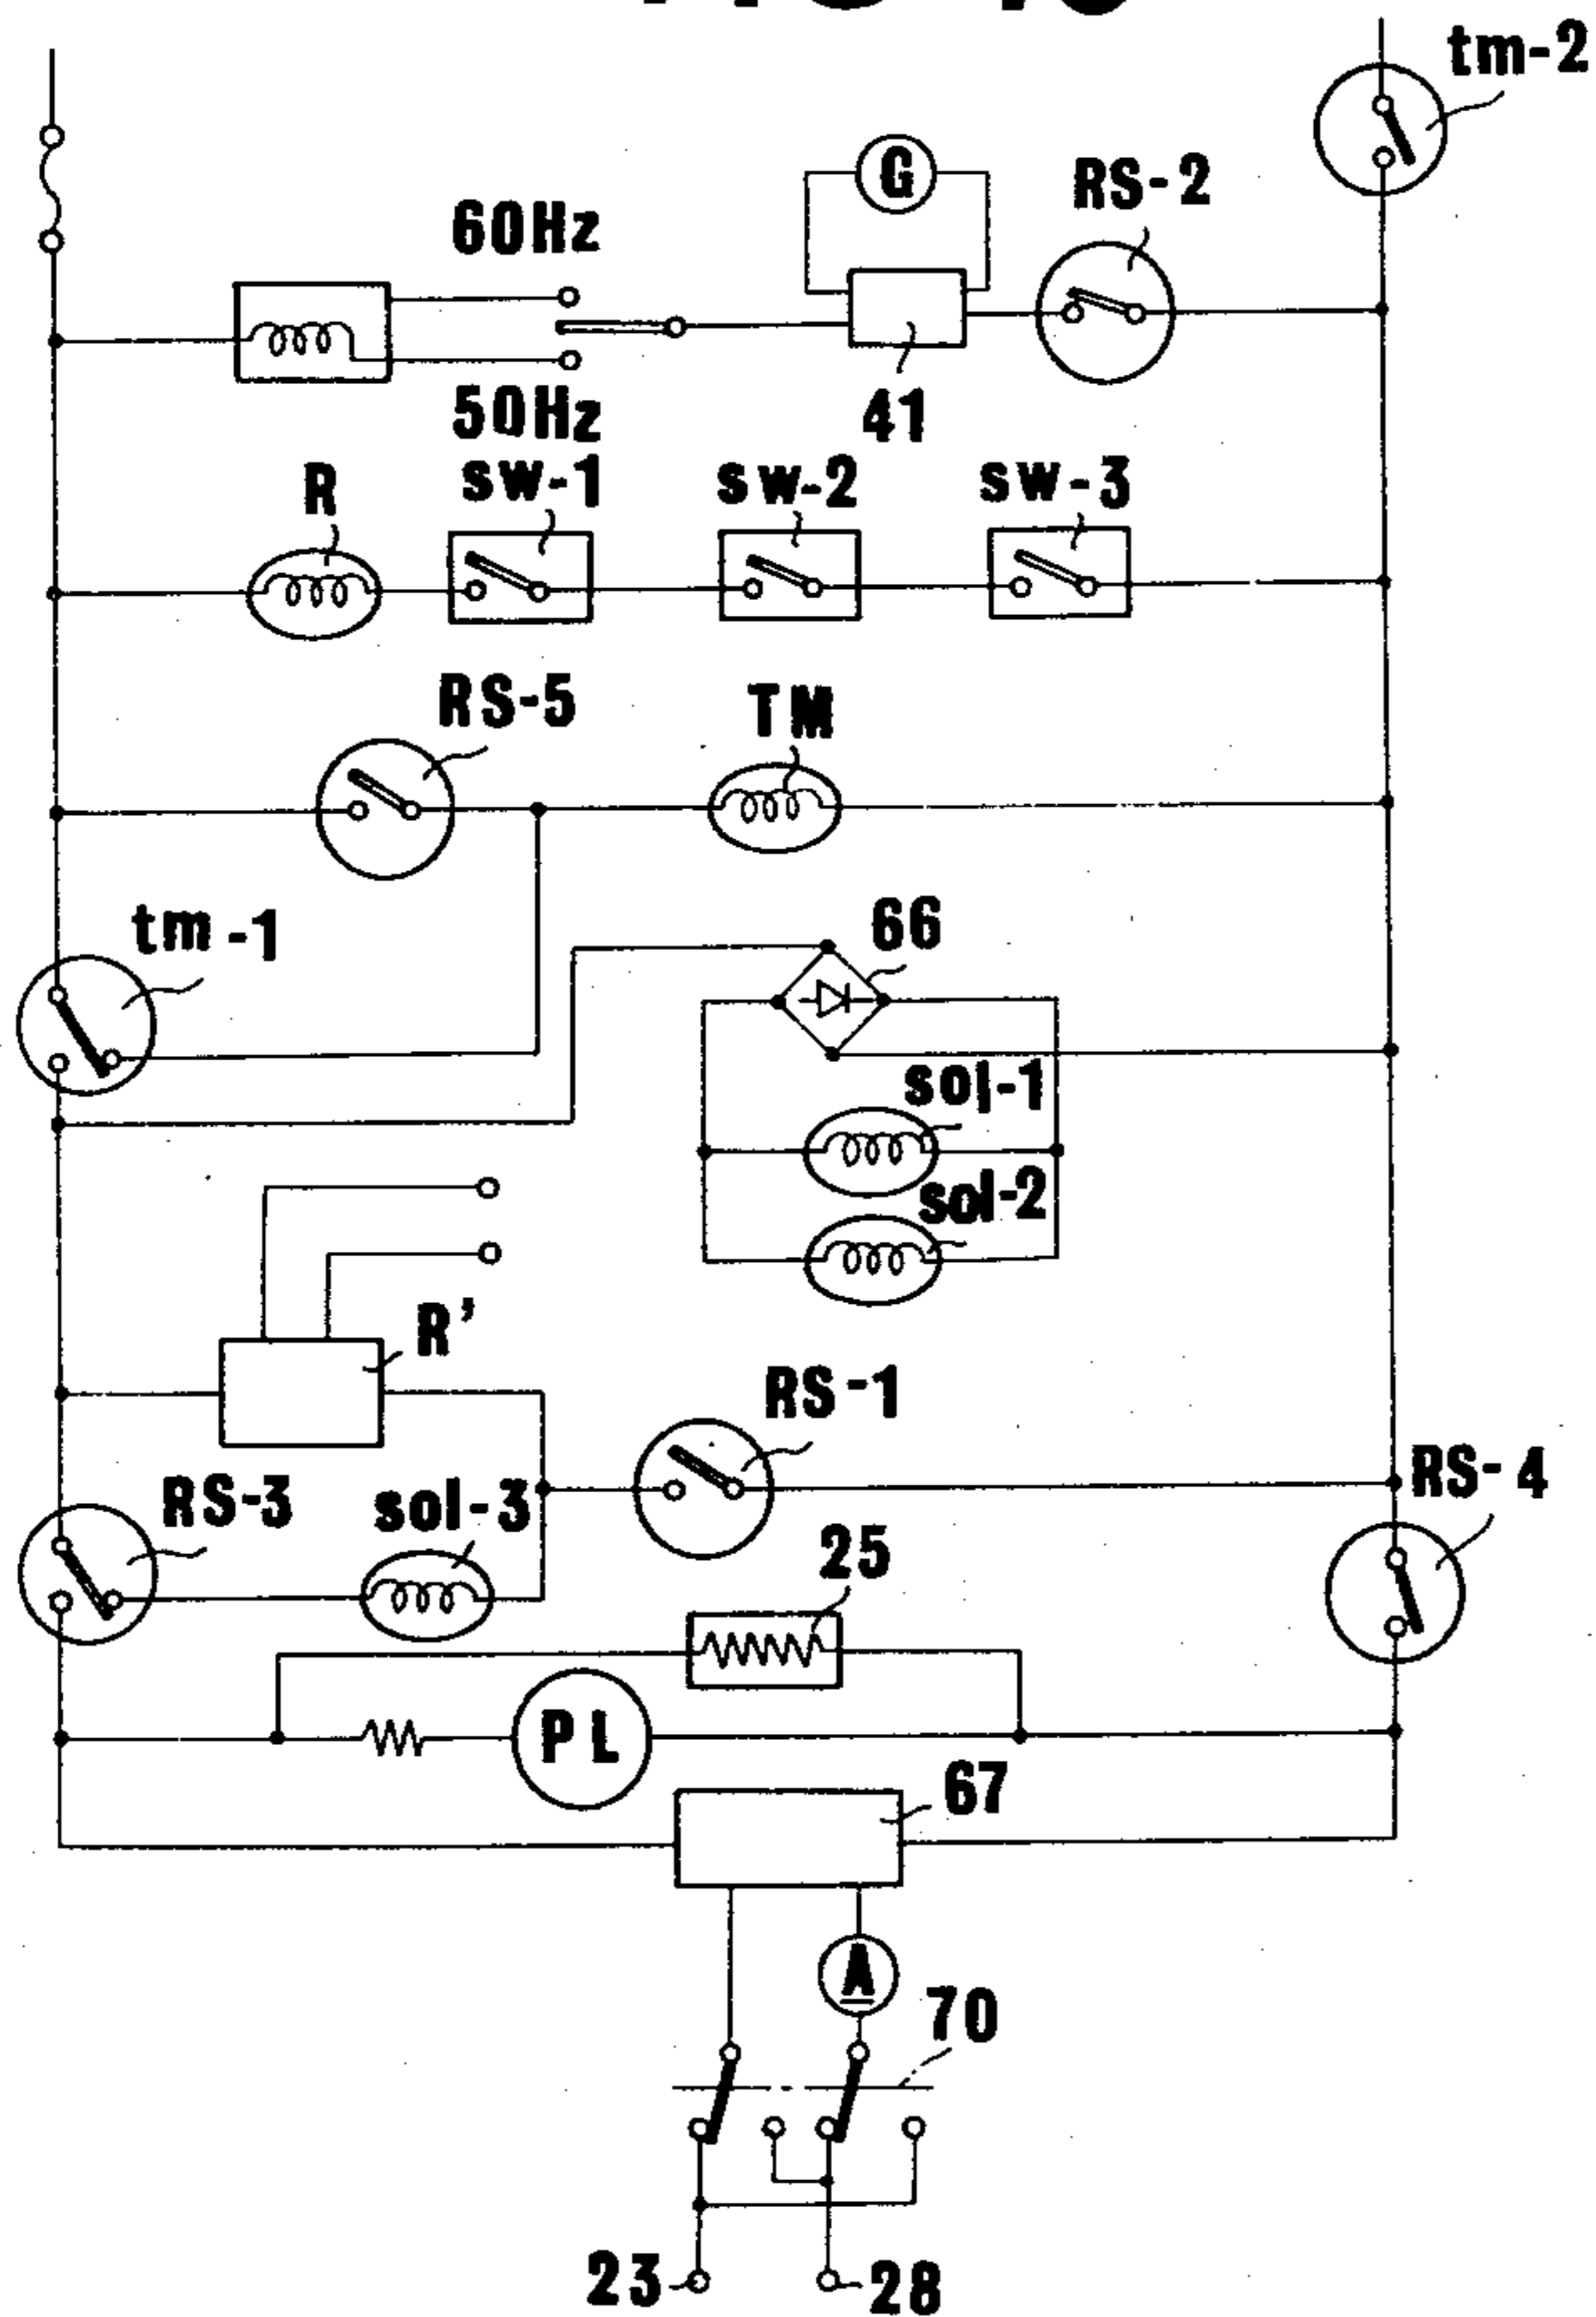 tm-2
G
RS-2
60Hz
50Hz
41
R
sw-1
sw-2
sw-3
RS-5
TM
tm-1
66
sol-1
sol-2
R'
RS-1
RS-3
sol-3
RS-4
25
PL
67
A
70
23
28